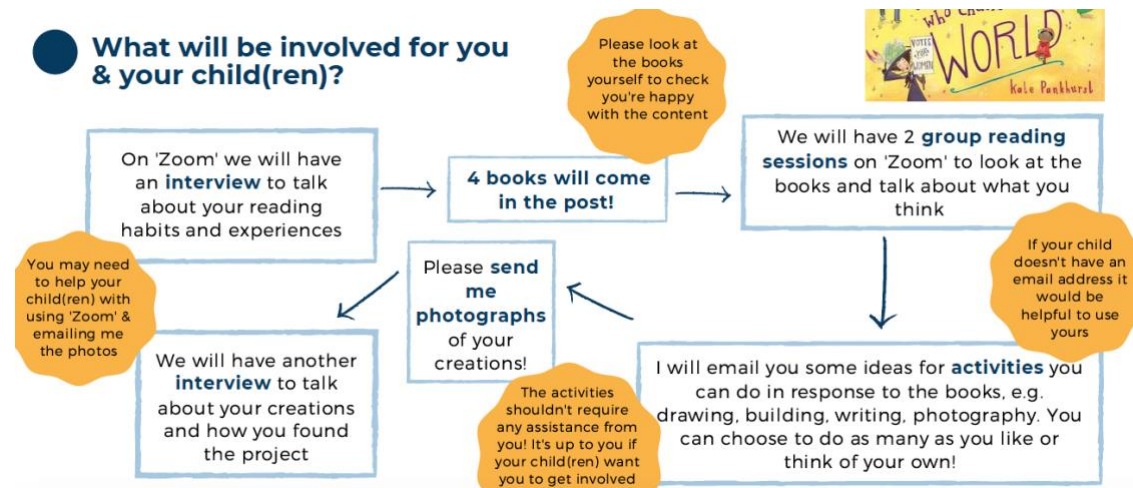 What will be involved for you
& your child(ren)?
Please look at
the books
yourself to check
you're happy
with the content
who
WORLD
VOTES
FOR
WOMEN
Kate Pankhurst
On 'Zoom' we will have
an interview to talk
about your reading
habits and experiences
4 books will come
in the post!
We will have 2 group reading
sessions on 'Zoom' to look at the
books and talk about what you
think
If your child
doesn't have an
email address it
would be
helpful to use
yours
I will email you some ideas for activities you
can do in response to the books, e.g.
drawing, building, writing, photography. You
can choose to do as many as you like or
think of your own!
The activities
shouldn't require
any assistance from
you! It's up to you if
your child(ren) want
you to get involved
Please send
me
photographs
of your
creations!
You may need
to help your
child(ren) with
using 'Zoom' &
emailing me
the photos
We will have another
interview to talk
about your creations
and how you found
the project